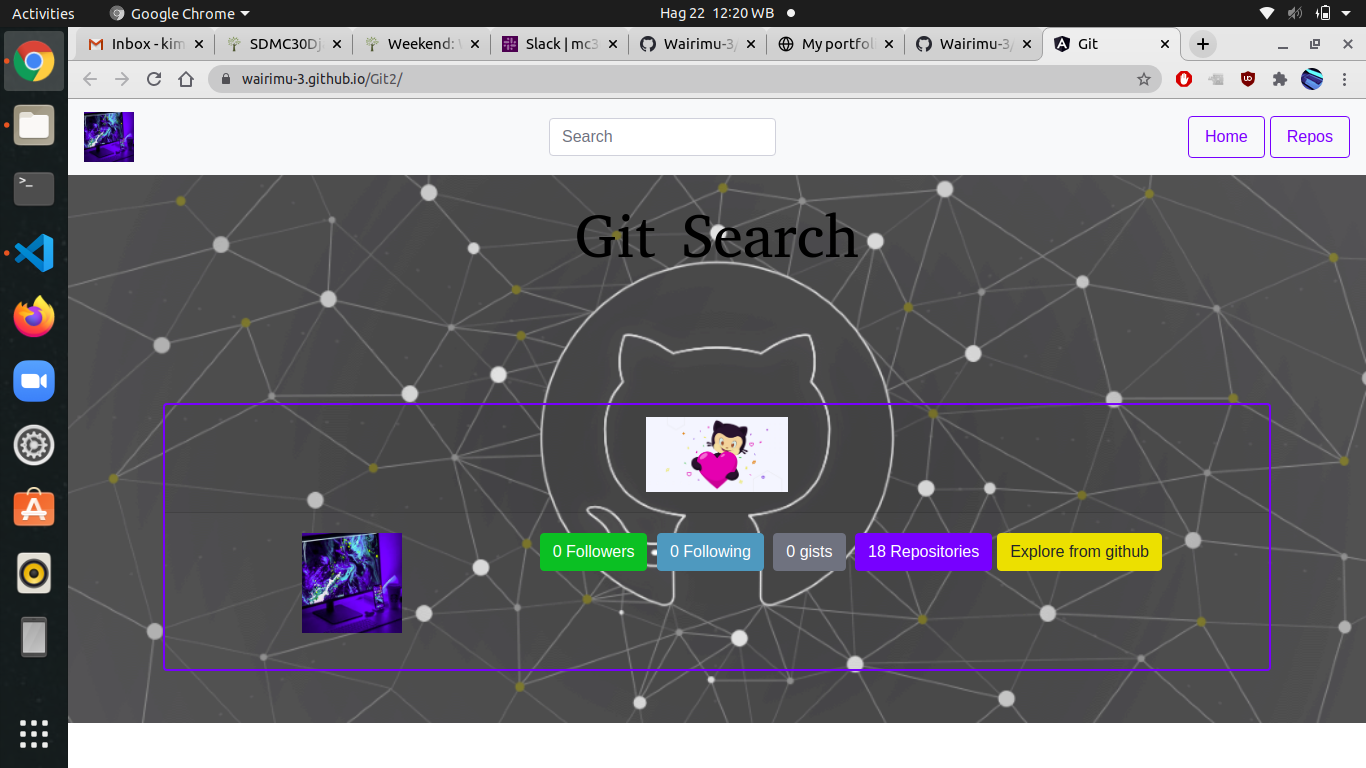 Activities Google Chrome Hag 22 12:20 WB
Inbox - kim SDMC30Dj Weekend: Slack | mc3 Wairimu-3/ My portfoli Wairimu-3/ Git
wairimu-3.github.io/Git2/
Search Home Repos
Git Search
0 Followers 0 Following 0 gists 18 Repositories Explore from github